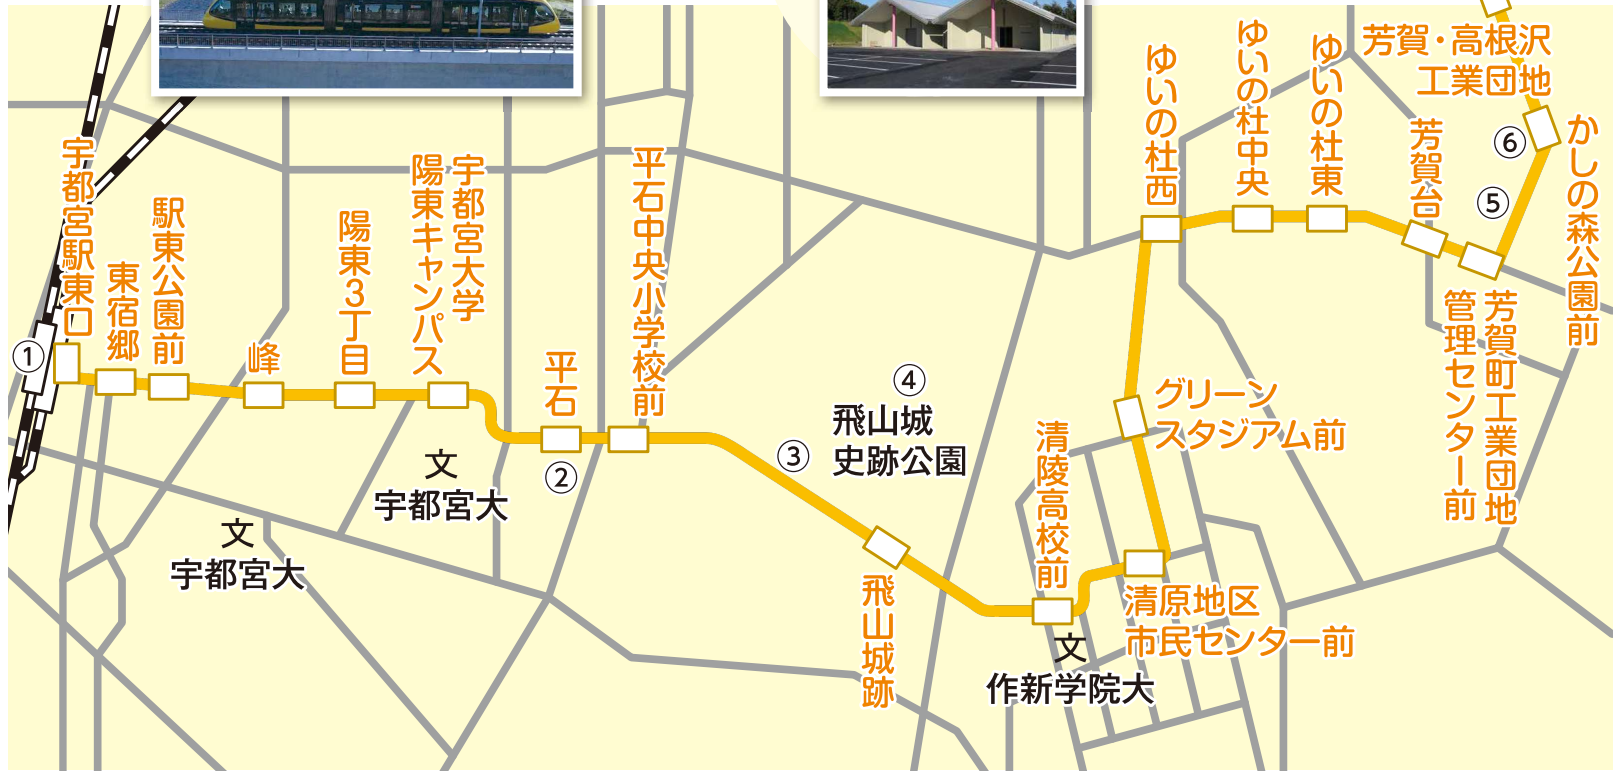 宇都宮駅東口
①
東宿郷
駅東公園前
峰
陽東3丁目
宇都宮大学
陽東キャンパス
平石
②
平石中央小学校前
③
④
飛山城
史跡公園
飛山城跡
文
宇都宮大
文
宇都宮大
清陵高校前
文
作新学院大
清原地区
市民センター前
グリーン
スタジアム前
ゆいの杜西
ゆいの杜中央
ゆいの杜東
芳賀台
芳賀町工業団地
管理センター前
⑤
⑥
かしの森公園前
芳賀・高根沢
工業団地